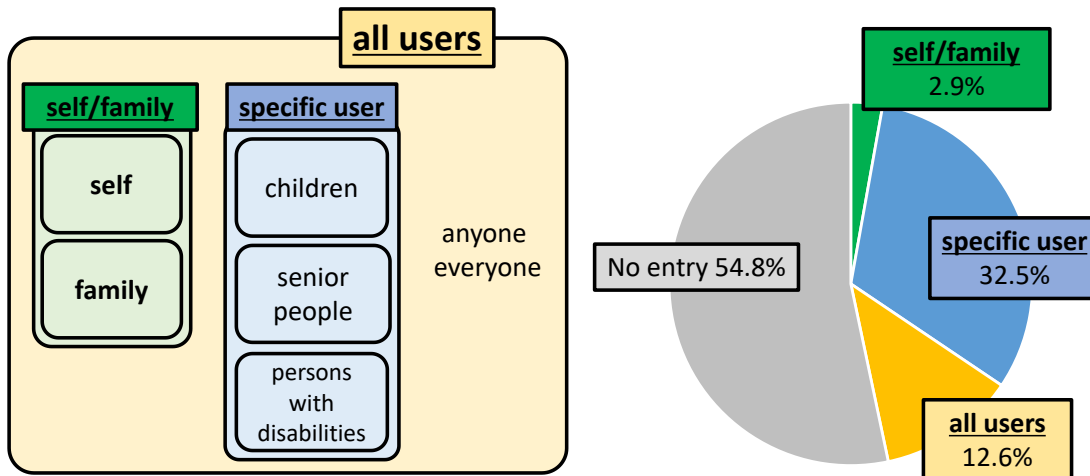 all users
self/family
self
family
specific user
children
senior
people
persons
with
disabilities
anyone
everyone
self/family
2.9%
specific user
32.5%
all users
12.6%
No entry 54.8%